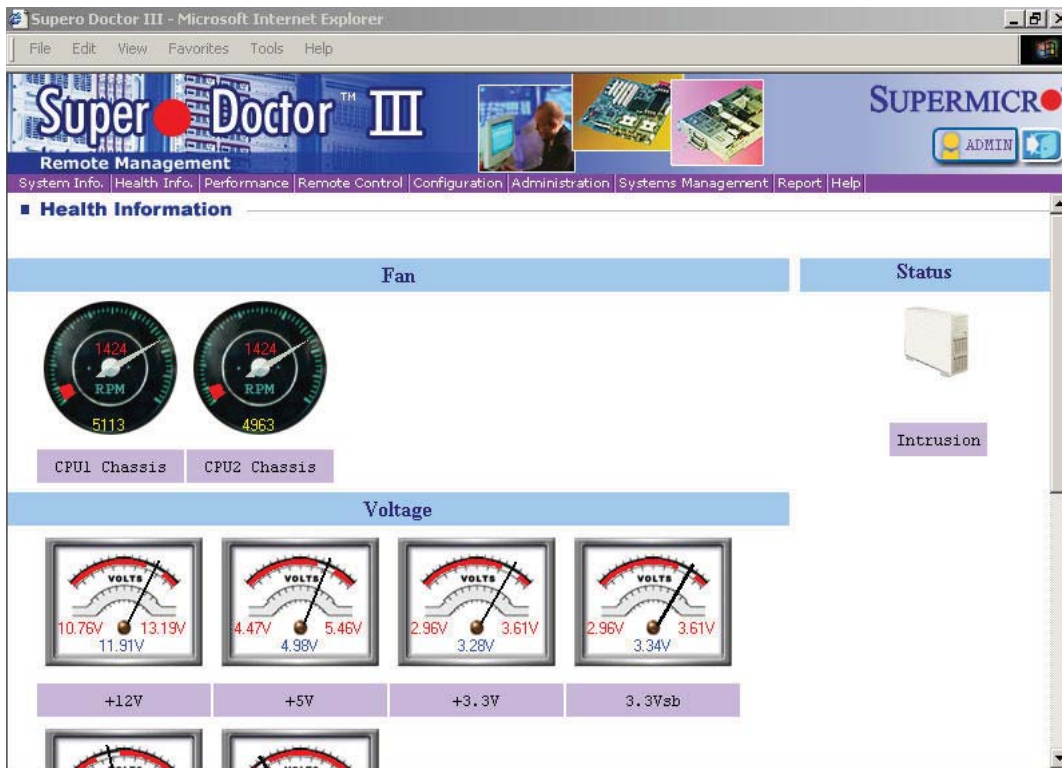 Supero Doctor III - Microsoft Internet Explorer
File Edit View Favorites Tools Help
Super Doctor™ III
Remote Management
SUPERMICR
ADMIN
System Info. Health Info. Performance Remote Control Configuration Administration Systems Management Report Help
Health Information
Fan
Status
1424
RPM
5113
1424
RPM
4963
CPU1 Chassis
CPU2 Chassis
Intrusion
Voltage
VOLTS
10.76V 13.19V
11.91V
VOLTS
4.47V 5.46V
4.98V
VOLTS
2.96V 3.61V
3.28V
VOLTS
2.96V 3.61V
3.34V
+12V
+5V
+3.3V
3.3Vsb